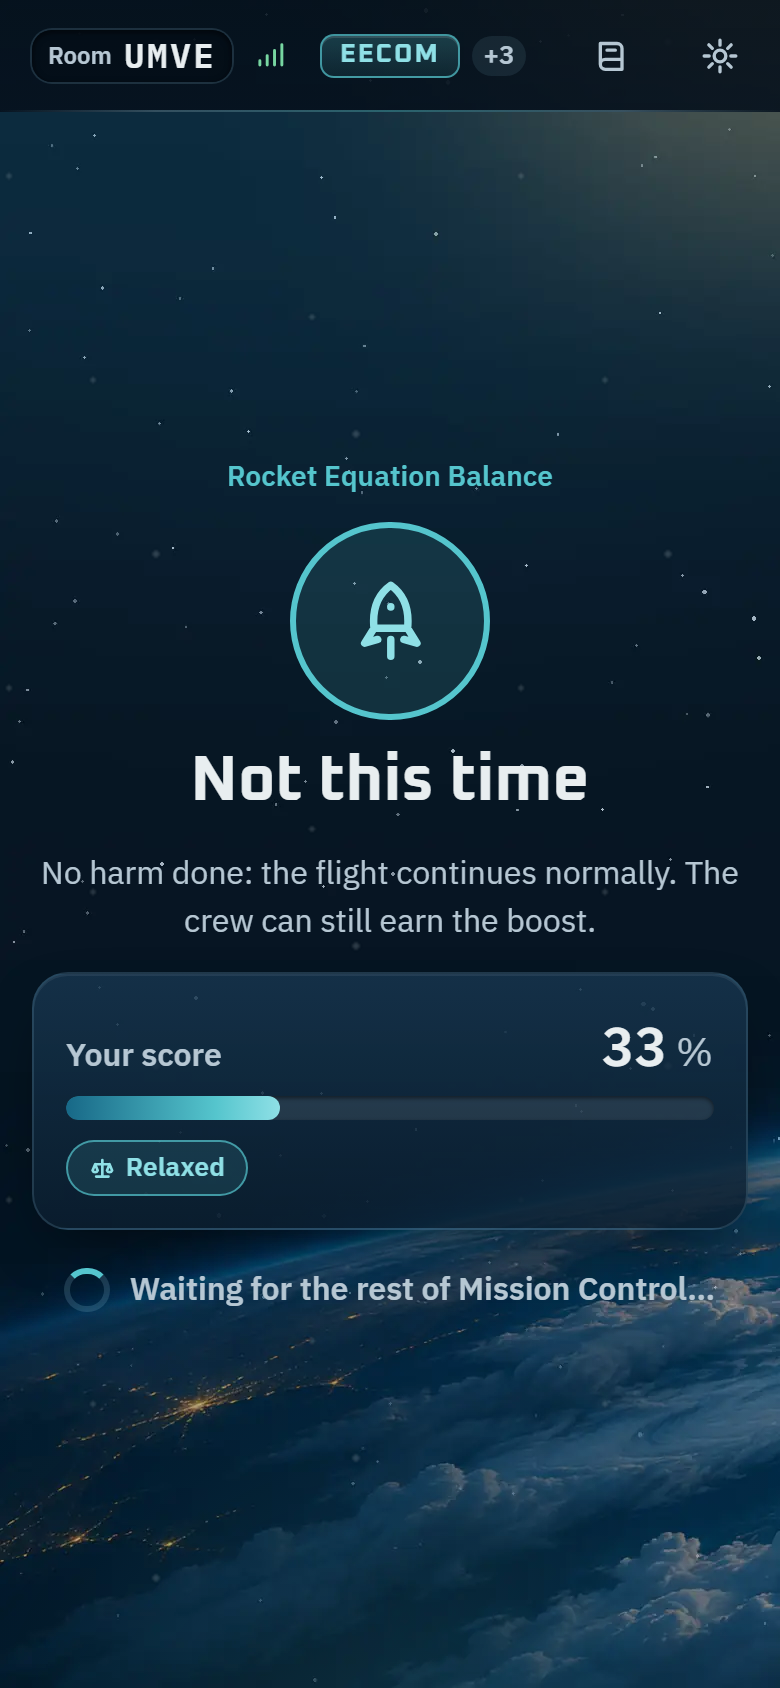 Room UMVE EECOM +3
Rocket Equation Balance
Not this time
No harm done: the flight continues normally. The
crew can still earn the boost.
Your score 33 %
Relaxed
Waiting for the rest of Mission Control...